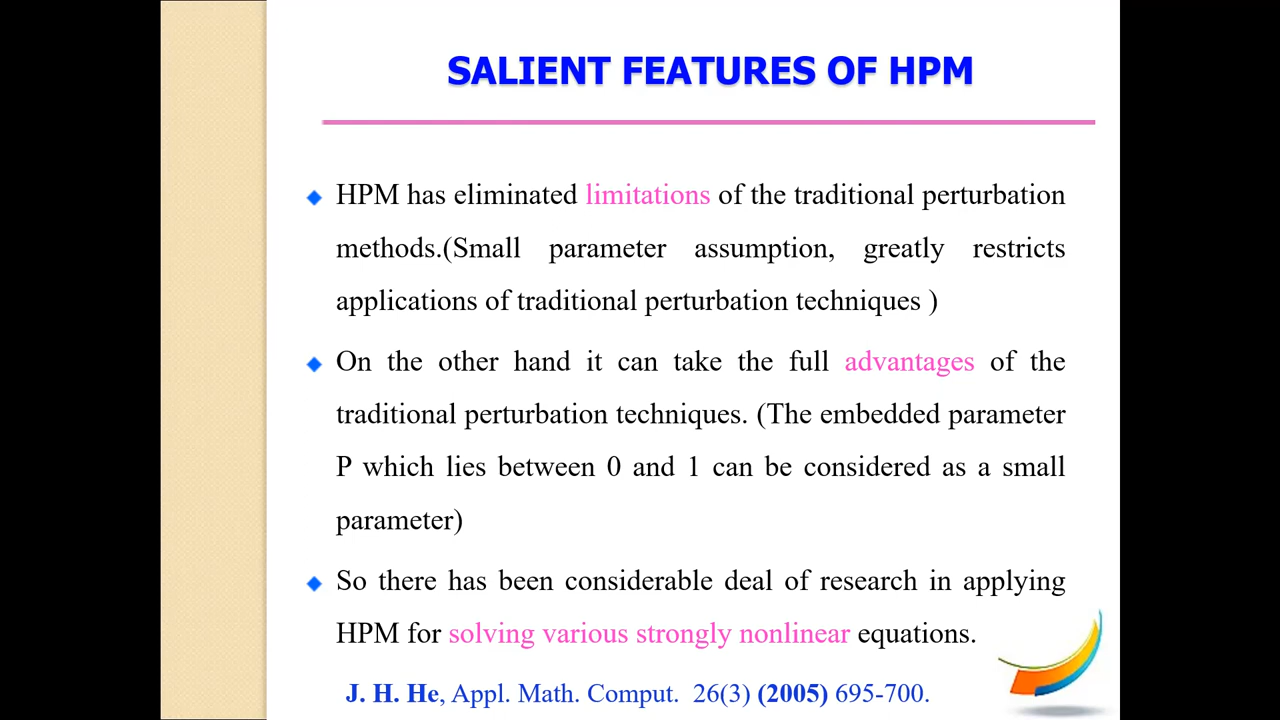 SALIENT FEATURES OF HPM
HPM has eliminated limitations of the traditional perturbation
methods.(Small parameter assumption, greatly restricts
applications of traditional perturbation techniques )
On the other hand it can take the full advantages of the
traditional perturbation techniques. (The embedded parameter
P which lies between 0 and 1 can be considered as a small
parameter)
So there has been considerable deal of research in applying
HPM for solving various strongly nonlinear equations.
J. H. He, Appl. Math. Comput. 26(3) (2005) 695-700.